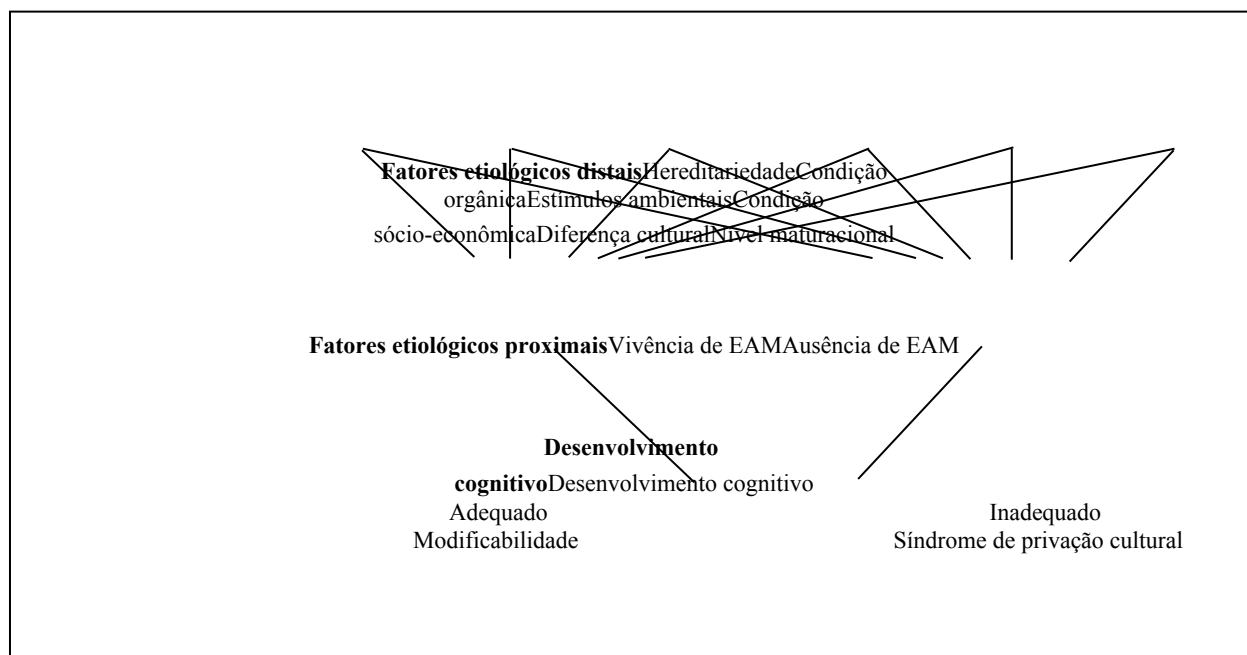 Fatores etiológicos distaisHereditariedadeCondição
orgânicaEstímulos ambientaisCondição
sócio-econômicaDiferença culturalNível maturacional
Fatores etiológicos proximaisVivência de EAMAusência de EAM
Desenvolvimento
cognitivoDesenvolvimento cognitivo
Adequado Inadequado
Modificabilidade Síndrome de privação cultural